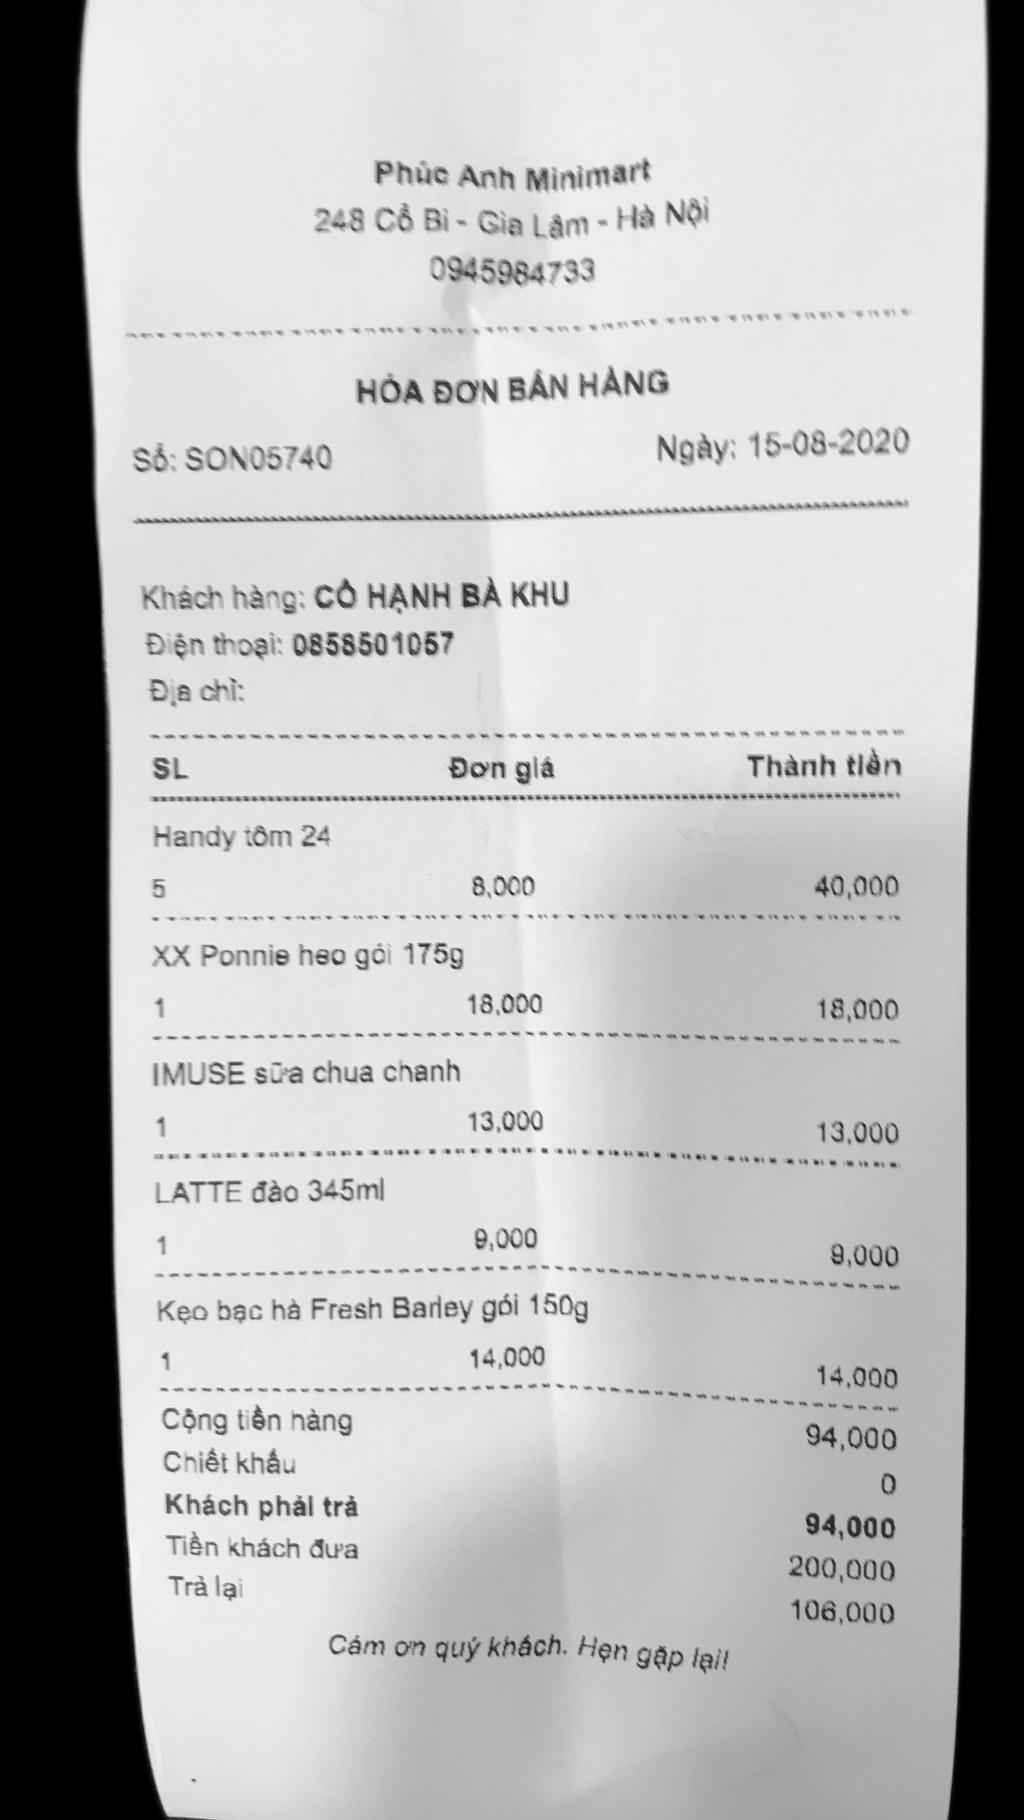 Phúc Anh Minimart
248 Cổ Bi - Gia Lâm - Hà Nội
0945984733
HÓA ĐƠN BÁN HÀNG
Số: SON05740 Ngày: 15-08-2020
Khách hàng: CÔ HẠNH BÀ KHU
Điện thoại: 0858501057
Địa chỉ:
SL Đơn giá Thành tiền
Handy tôm 24
5 8,000 40,000
XX Ponnie heo gói 175g
1 18,000 18,000
IMUSE sữa chua chanh
1 13,000 13,000
LATTE đào 345ml
1 9,000 9,000
Kẹo bạc hà Fresh Barley gói 150g
1 14,000 14,000
Cộng tiền hàng 94,000
Chiết khấu 0
Khách phải trả 94,000
Tiền khách đưa 200,000
Trả lại 106,000
Cám ơn quý khách. Hẹn gặp lại!